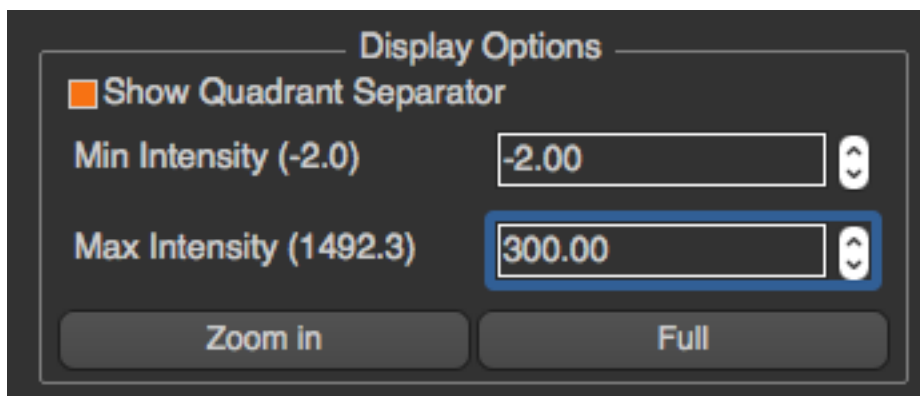 Display Options
Show Quadrant Separator
Min Intensity (-2.0) -2.00
Max Intensity (1492.3) 300.00
Zoom in Full